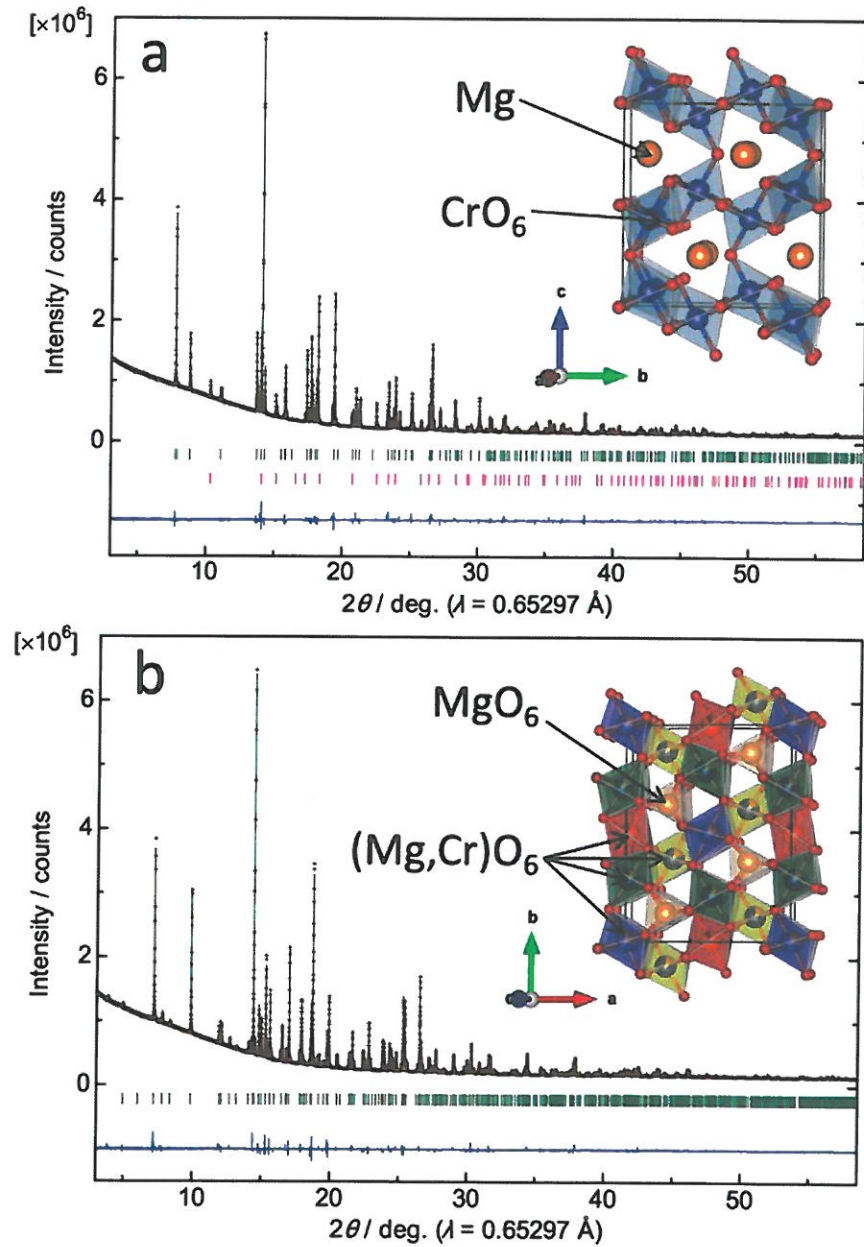 [×10⁶]
a
6
4
2
0
Intensity / counts
Mg
CrO₆
c
b
10 20 30 40 50
2θ / deg. (λ = 0.65297 Å)
[×10⁶]
b
6
4
2
0
Intensity / counts
MgO₆
(Mg,Cr)O₆
b
a
10 20 30 40 50
2θ / deg. (λ = 0.65297 Å)